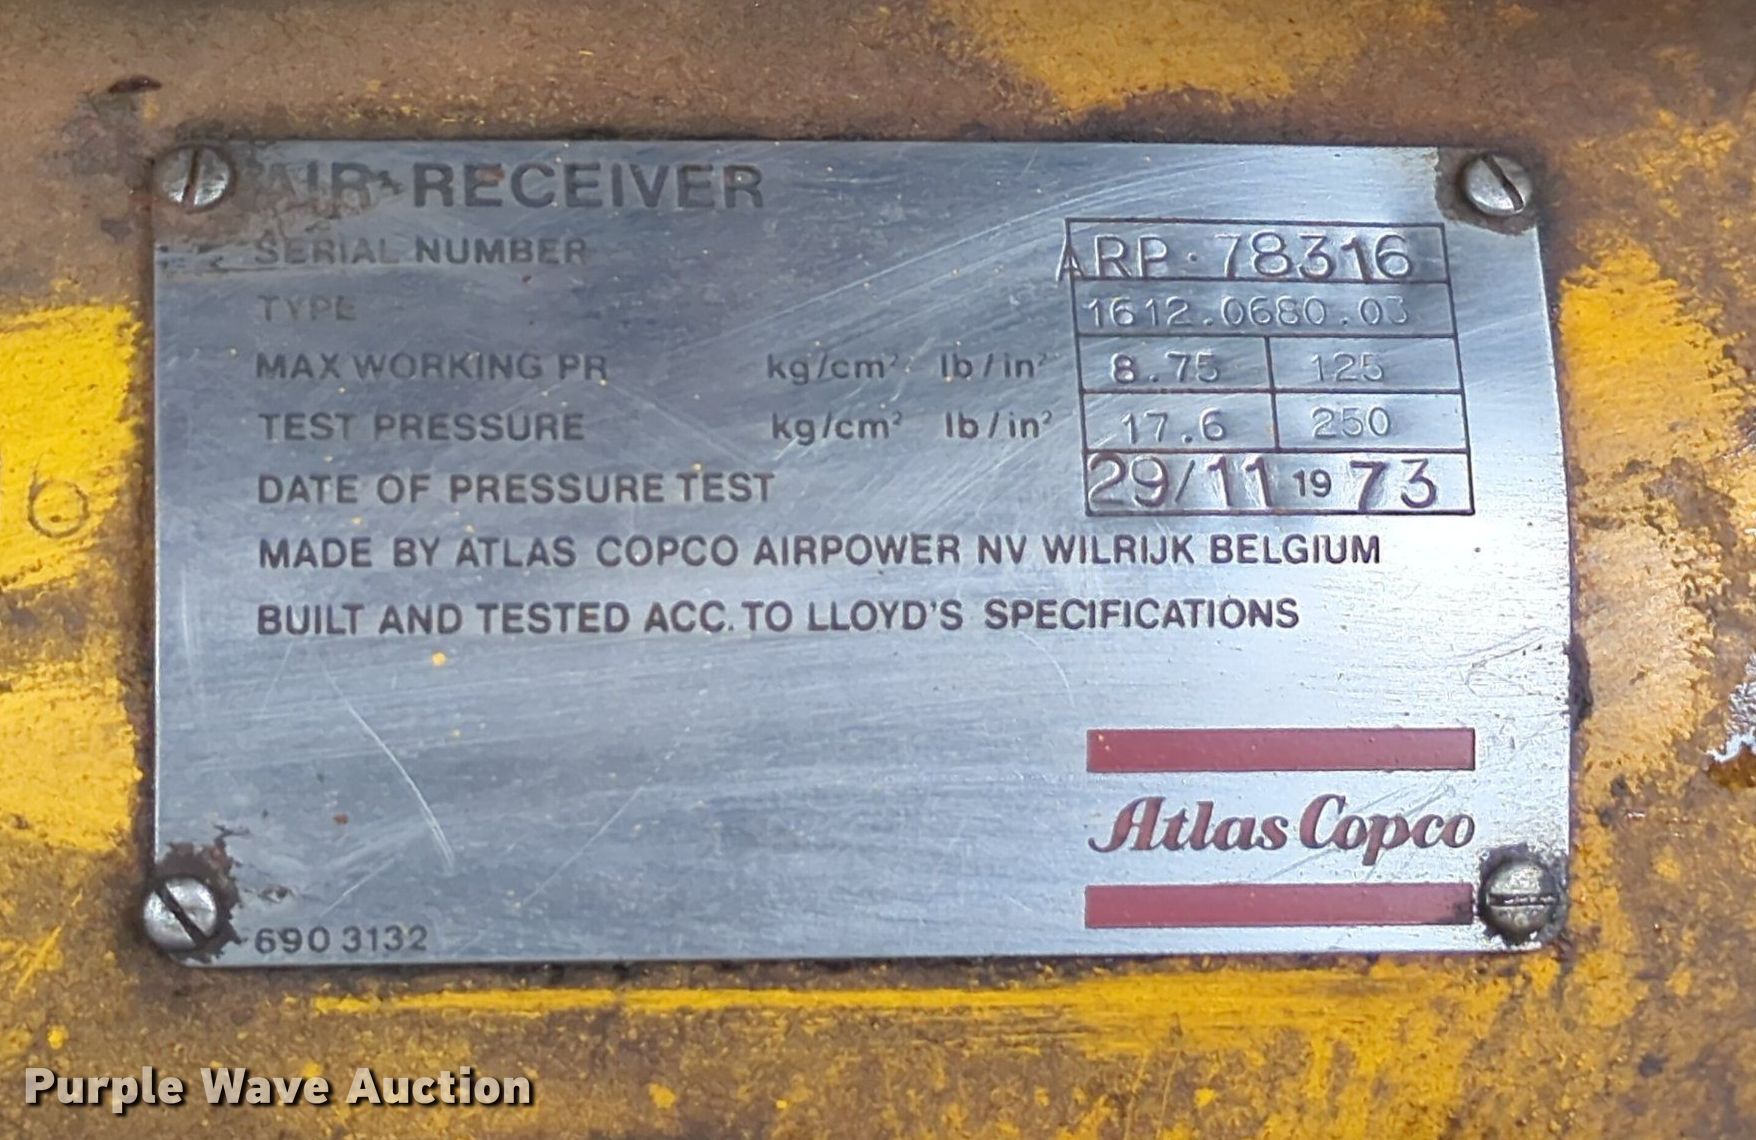 AIR RECEIVER
SERIAL NUMBER ARP·78316
TYPE 1612.0680.03
MAX WORKING PR kg/cm² lb/in² 8.75 125
TEST PRESSURE kg/cm² lb/in² 17.6 250
DATE OF PRESSURE TEST 29/11 19 73
MADE BY ATLAS COPCO AIRPOWER NV WILRIJK BELGIUM
BUILT AND TESTED ACC. TO LLOYD'S SPECIFICATIONS
Atlas Copco
690 3132
Purple Wave Auction